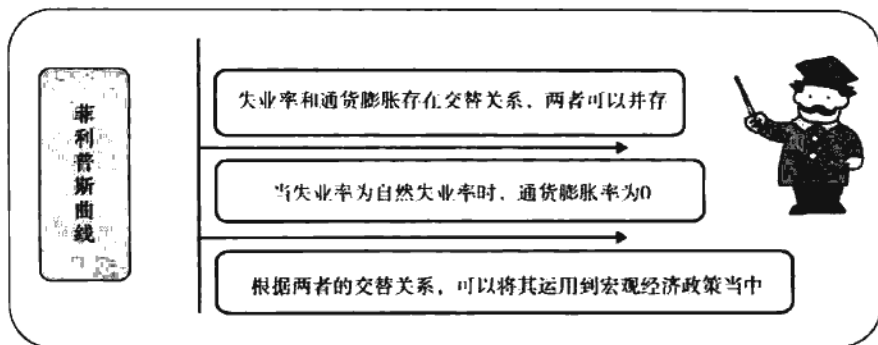 菲利普斯曲线
失业率和通货膨胀存在交替关系，两者可以并存
当失业率为自然失业率时，通货膨胀率为0
根据两者的交替关系，可以将其运用到宏观经济政策当中